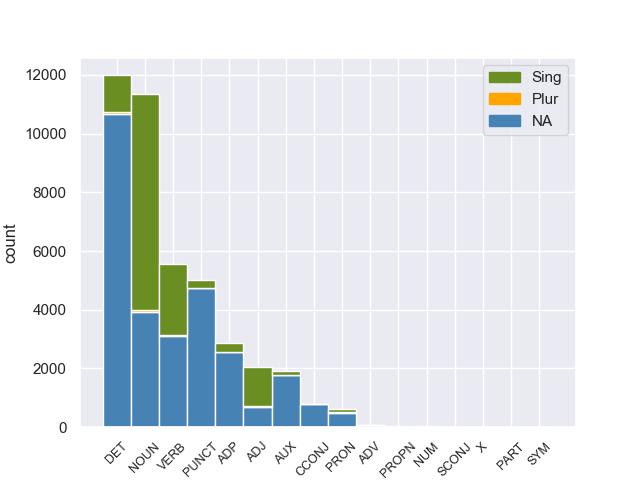 Sing
Plur
NA
12000
10000
8000
6000
4000
2000
0
count
DET
NOUN
VERB
PUNCT
ADP
ADJ
AUX
CCONJ
PRON
ADV
PROPN
NUM
SCONJ
X
PART
SYM